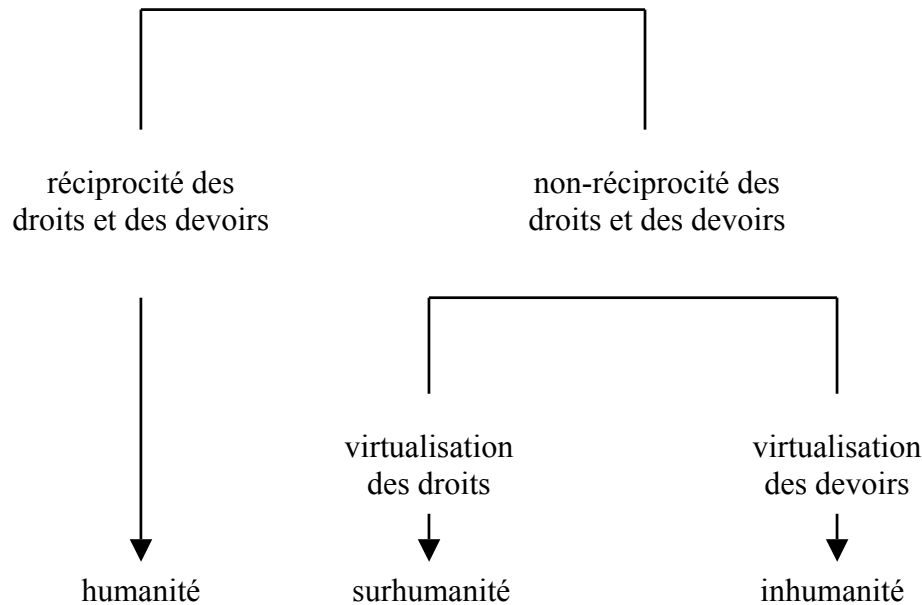 réciprocité des
droits et des devoirs
non-réciprocité des
droits et des devoirs
virtualisation
des droits
virtualisation
des devoirs
humanité
surhumanité
inhumanité